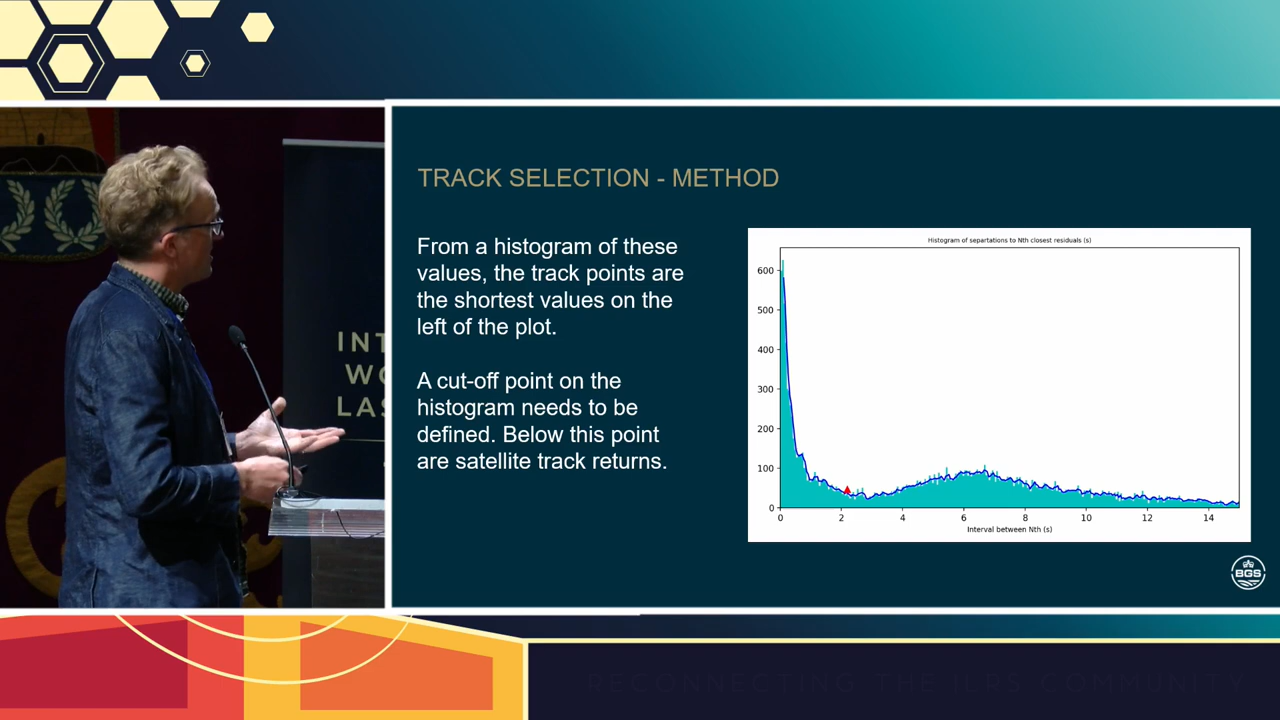 TRACK SELECTION - METHOD
From a histogram of these
values, the track points are
the shortest values on the
left of the plot.
A cut-off point on the
histogram needs to be
defined. Below this point
are satellite track returns.
Histogram of separtations to Nth closest residuals (s)
600
500
400
300
200
100
0
0 2 4 6 8 10 12 14
Interval between Nth (s)
BGS
INT
WO
LAS
RECONNECTING THE ILRS COMMUNITY